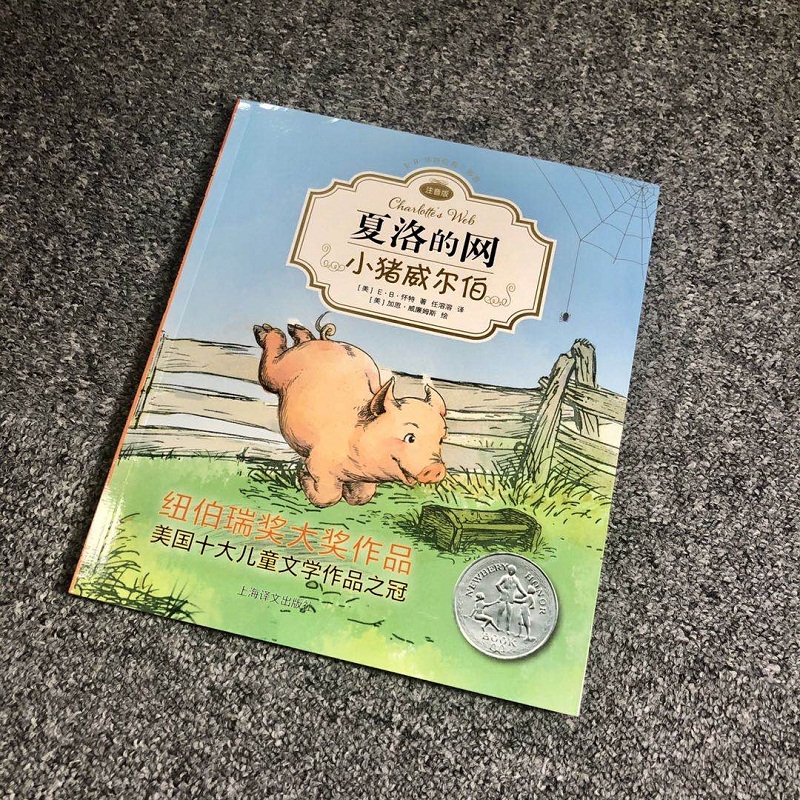 注音版
Charlotte's Web
夏洛的网
小猪威尔伯
[美] E·B·怀特 著 任溶溶 译
[美] 加思·威廉姆斯 绘
纽伯瑞奖大奖作品
美国十大儿童文学作品之冠
上海译文出版社
NEWBERY HONOR
BOOK